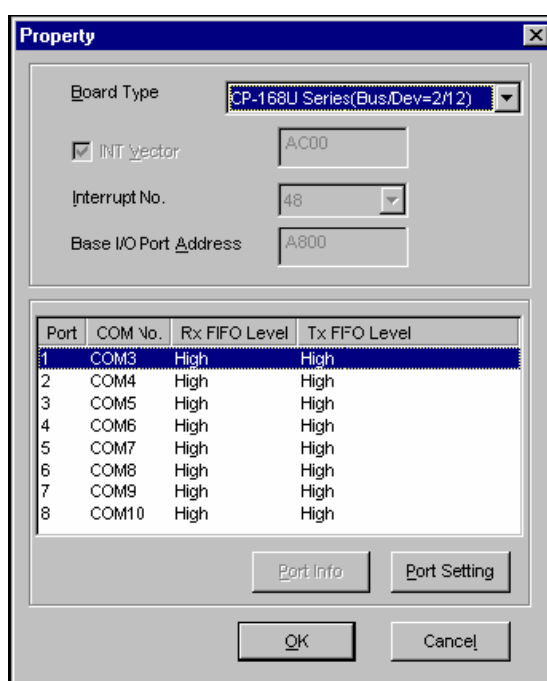 Property
Board Type CP-168U Series(Bus/Dev=2/12)
INT Vector AC00
Interrupt No. 48
Base I/O Port Address A800
Port COM No. Rx FIFO Level Tx FIFO Level
1 COM3 High High
2 COM4 High High
3 COM5 High High
4 COM6 High High
5 COM7 High High
6 COM8 High High
7 COM9 High High
8 COM10 High High
Port Info Port Setting
OK Cancel